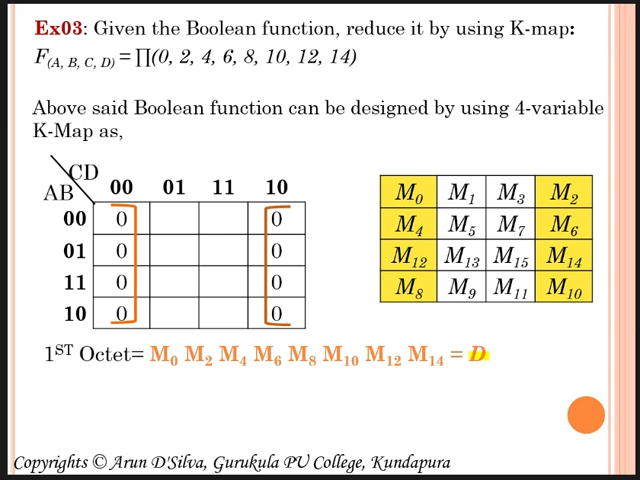 Ex03: Given the Boolean function, reduce it by using K-map:
F(A, B, C, D) = ∏(0, 2, 4, 6, 8, 10, 12, 14)
Above said Boolean function can be designed by using 4-variable
K-Map as,
CD
AB 00 01 11 10
00 0 0
01 0 0
11 0 0
10 0 0
M0 M1 M3 M2
M4 M5 M7 M6
M12 M13 M15 M14
M8 M9 M11 M10
1ST Octet= M0 M2 M4 M6 M8 M10 M12 M14 = D
Copyrights © Arun D'Silva, Gurukula PU College, Kundapura